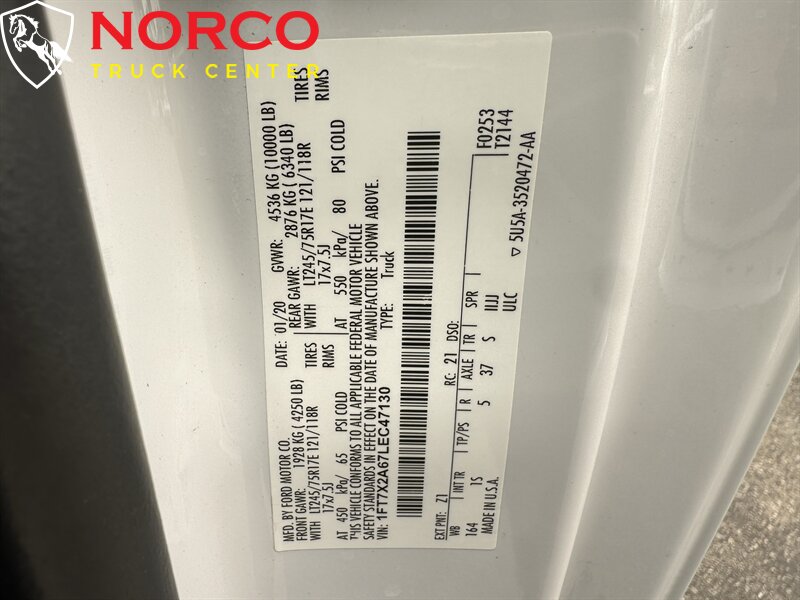 NORCO
TRUCK CENTER
MFD. BY FORD MOTOR CO.
DATE: 01/20 GVWR: 4536 KG (10000 LB)
FRONT GAWR: 1928 KG ( 4250 LB) REAR GAWR: 2876 KG ( 6340 LB)
WITH LT245/75R17E 121/118R TIRES WITH LT245/75R17E 121/118R TIRES
17x7.5J RIMS 17x7.5J RIMS
AT 450 kPa/ 65 PSI COLD AT 550 kPa/ 80 PSI COLD
THIS VEHICLE CONFORMS TO ALL APPLICABLE FEDERAL MOTOR VEHICLE
SAFETY STANDARDS IN EFFECT ON THE DATE OF MANUFACTURE SHOWN ABOVE.
VIN: 1FT7X2A67LEC47130 TYPE: Truck
F0253
T2144
EXT PNT: Z1 RC: 21 DSO:
WB INT TR TP/PS R AXLE TR SPR
164 1S 5 37 S IIJJ
MADE IN U.S.A. ULC
▽ 5U5A-3520472-AA